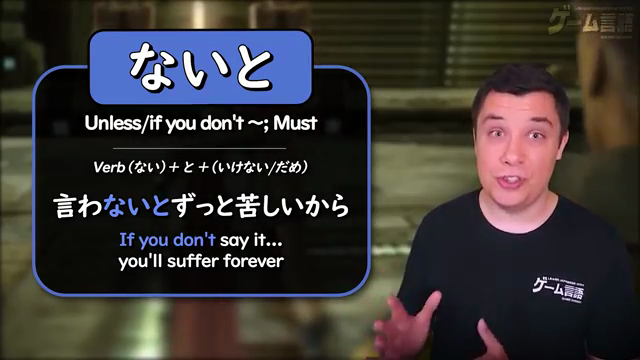 ないと
Unless/if you don't ～; Must
Verb（ない）＋と＋（いけない/だめ）
言わないとずっと苦しいから
If you don't say it...
you'll suffer forever
ゲーム言語
ゲーム言語